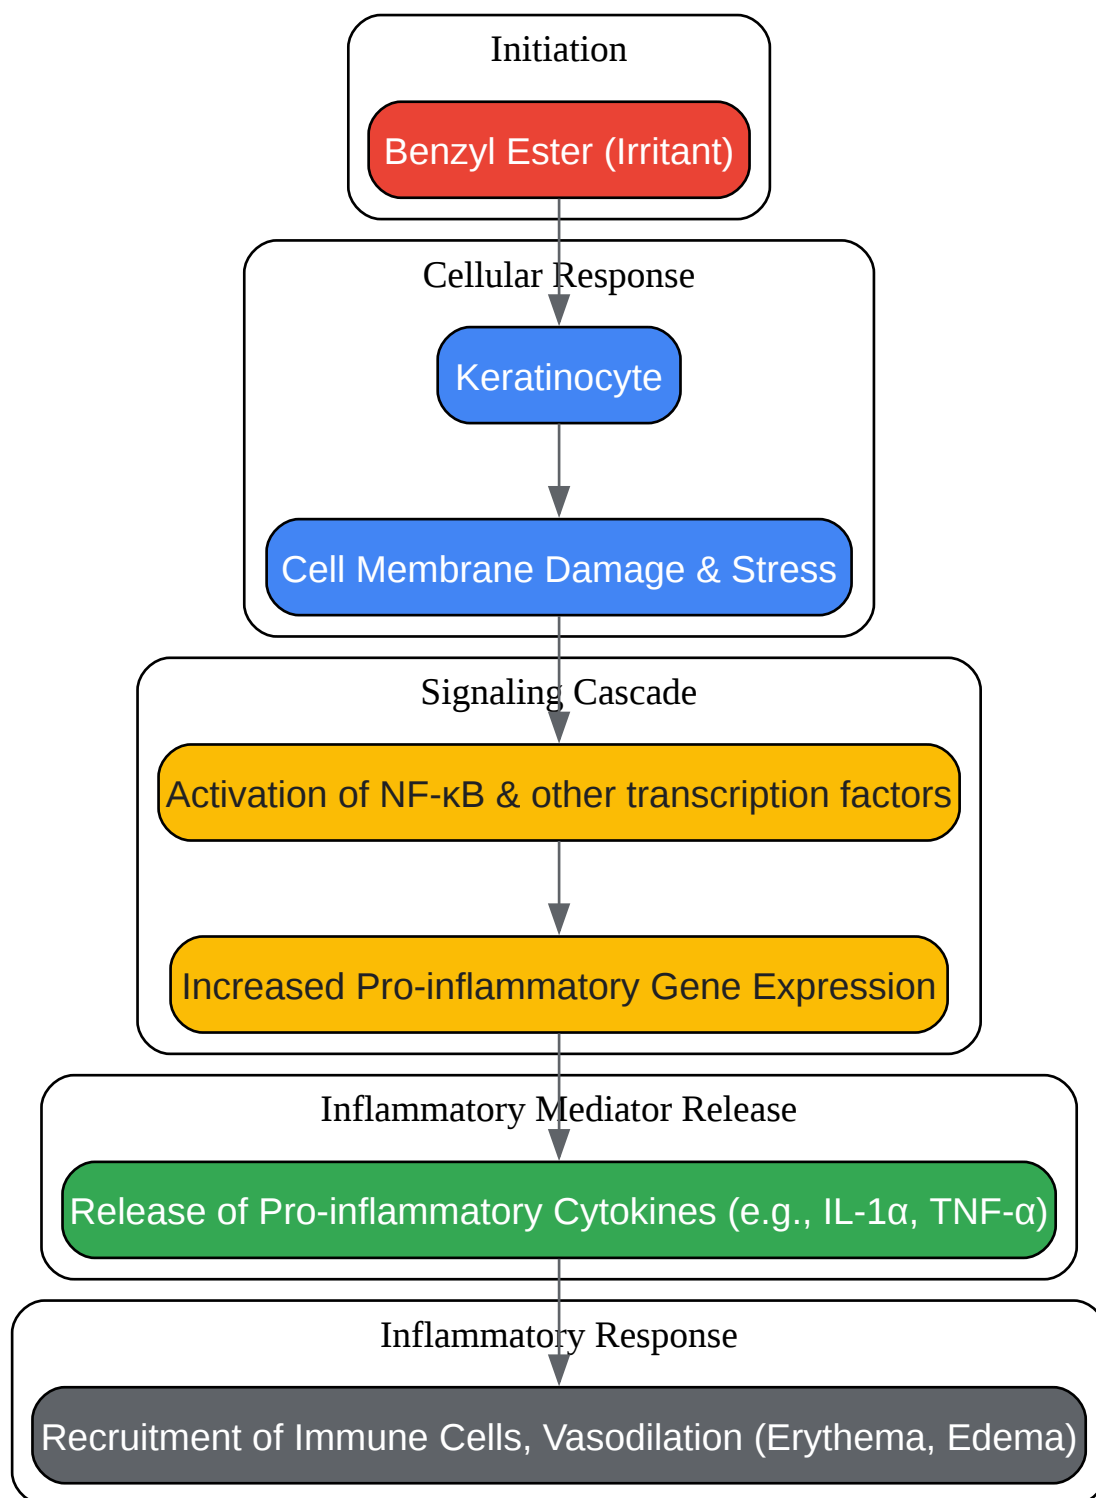 Initiation
Benzyl Ester (Irritant)
Cellular Response
Keratinocyte
Cell Membrane Damage & Stress
Signaling Cascade
Activation of NF-κB & other transcription factors
Increased Pro-inflammatory Gene Expression
Inflammatory Mediator Release
Release of Pro-inflammatory Cytokines (e.g., IL-1α, TNF-α)
Inflammatory Response
Recruitment of Immune Cells, Vasodilation (Erythema, Edema)